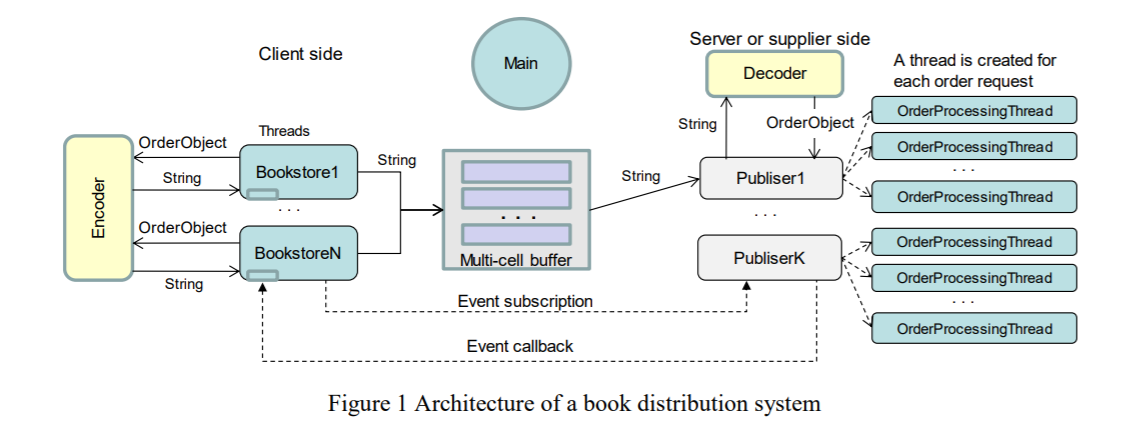 Client side
Main
Server or supplier side
Decoder
A thread is created for
each order request
OrderProcessingThread
OrderProcessingThread
. . .
OrderProcessingThread
String
OrderObject
Threads
OrderObject
Bookstore1
String
String
. . .
OrderObject
BookstoreN
String
Encoder
. . .
Multi-cell buffer
String
Publiser1
. . .
PubliserK
OrderProcessingThread
OrderProcessingThread
. . .
OrderProcessingThread
Event subscription
Event callback
Figure 1 Architecture of a book distribution system